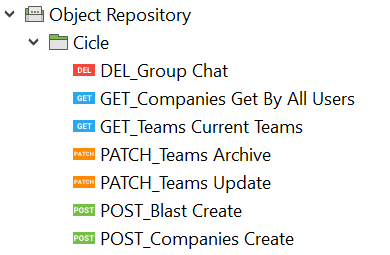 Object Repository
Cicle
DEL DEL_Group Chat
GET GET_Companies Get By All Users
GET GET_Teams Current Teams
PATCH PATCH_Teams Archive
PATCH PATCH_Teams Update
POST POST_Blast Create
POST POST_Companies Create